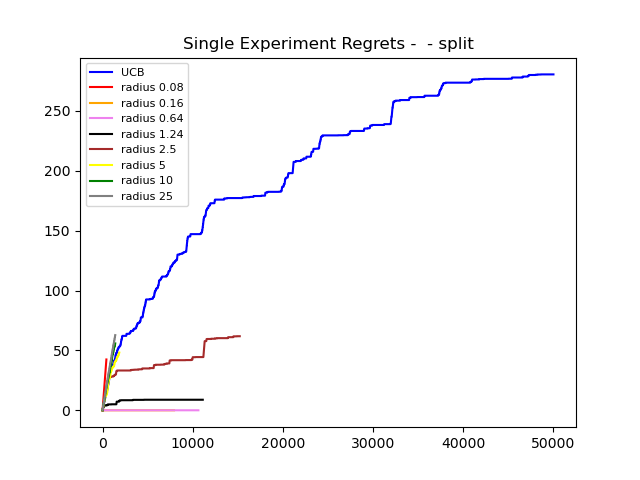 Single Experiment Regrets -  - split
UCB
radius 0.08
radius 0.16
radius 0.64
radius 1.24
radius 2.5
radius 5
radius 10
radius 25
250
200
150
100
50
0
0 10000 20000 30000 40000 50000